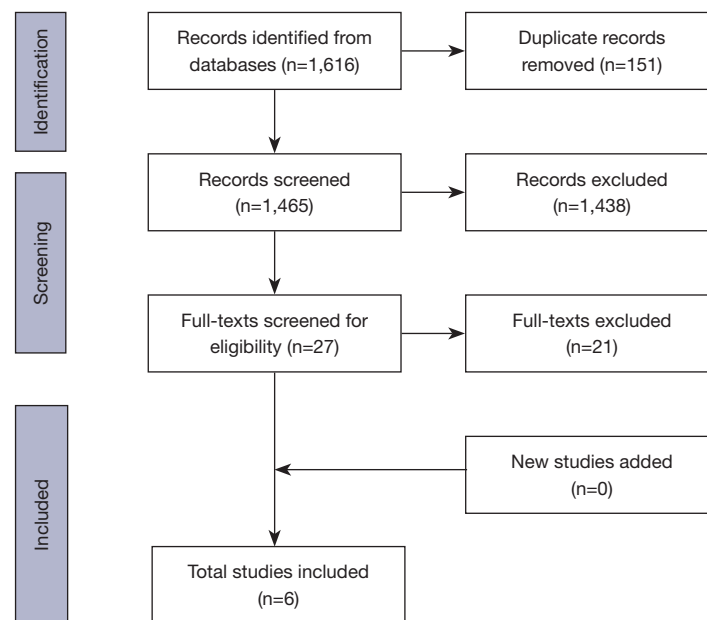 Identification
Records identified from
databases (n=1,616)
Duplicate records
removed (n=151)
Screening
Records screened
(n=1,465)
Records excluded
(n=1,438)
Full-texts screened for
eligibility (n=27)
Full-texts excluded
(n=21)
Included
New studies added
(n=0)
Total studies included
(n=6)